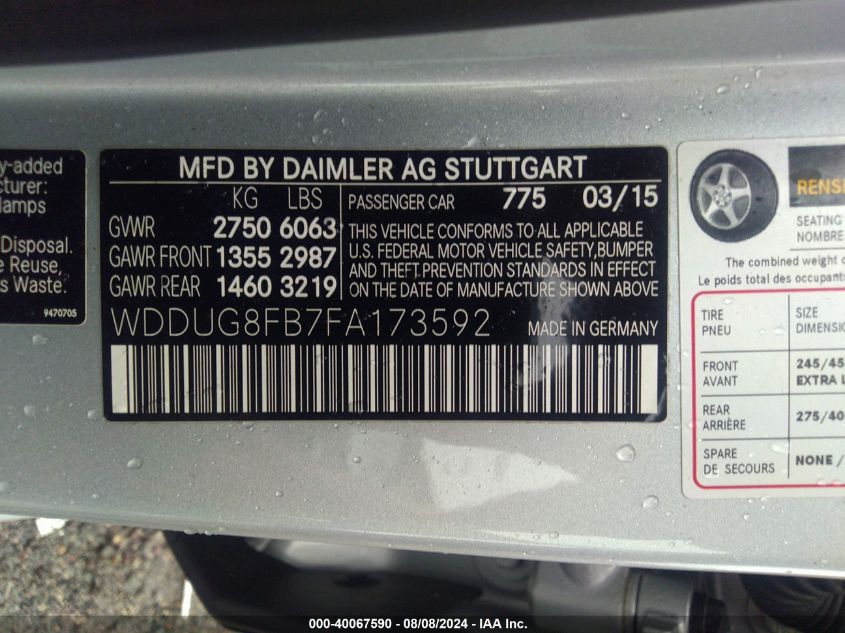 y-added
cturer:
lamps
Disposal.
e Reuse,
s Waste.
9470705
MFD BY DAIMLER AG STUTTGART
KG LBS
GVWR 2750 6063
GAWR FRONT 1355 2987
GAWR REAR 1460 3219
PASSENGER CAR 775 03/15
THIS VEHICLE CONFORMS TO ALL APPLICABLE
U.S. FEDERAL MOTOR VEHICLE SAFETY,BUMPER
AND THEFT PREVENTION STANDARDS IN EFFECT
ON THE DATE OF MANUFACTURE SHOWN ABOVE
WDDUG8FB7FA173592 MADE IN GERMANY
RENSE
SEATING
NOMBRE
The combined weight o
Le poids total des occupants
TIRE SIZE
PNEU DIMENSIO
FRONT 245/45
AVANT EXTRA L
REAR 275/40
ARRIÈRE
SPARE NONE /
DE SECOURS
000-40067590 - 08/08/2024 - IAA Inc.